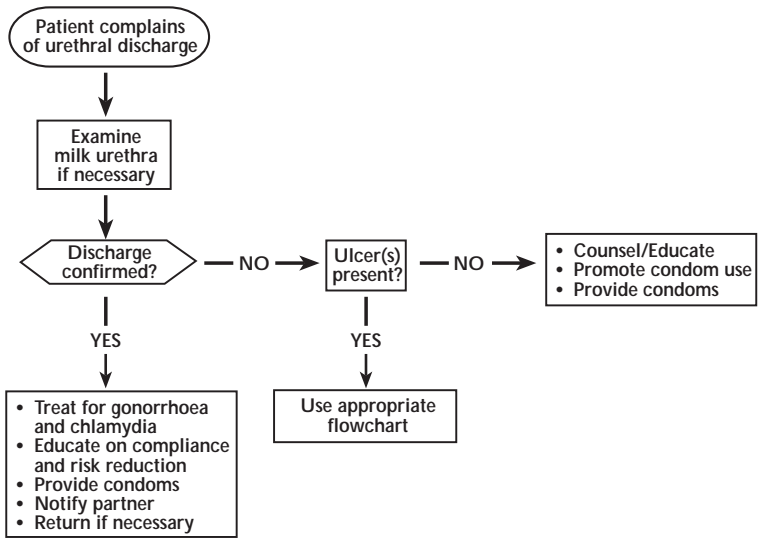 Patient complains
of urethral discharge
Examine
milk urethra
if necessary
Discharge
confirmed?
NO
Ulcer(s)
present?
NO
• Counsel/Educate
• Promote condom use
• Provide condoms
YES
YES
• Treat for gonorrhoea
and chlamydia
• Educate on compliance
and risk reduction
• Provide condoms
• Notify partner
• Return if necessary
Use appropriate
flowchart